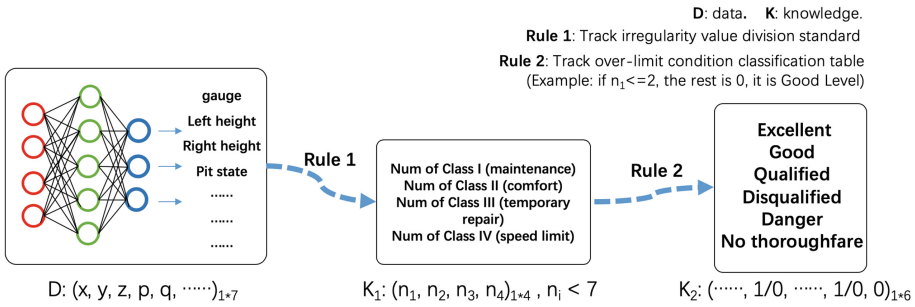 D: data. K: knowledge.
Rule 1: Track irregularity value division standard
Rule 2: Track over-limit condition classification table
(Example: if n₁<=2, the rest is 0, it is Good Level)
gauge
Left height
Right height
Pit state
······
······
······
Rule 1
Num of Class I (maintenance)
Num of Class II (comfort)
Num of Class III (temporary
repair)
Num of Class IV (speed limit)
Rule 2
Excellent
Good
Qualified
Disqualified
Danger
No thoroughfare
D: (x, y, z, p, q, ······)₁*₇
K₁: (n₁, n₂, n₃, n₄)₁*₄ , nᵢ < 7
K₂: (······, 1/0, ······, 1/0, 0)₁*₆